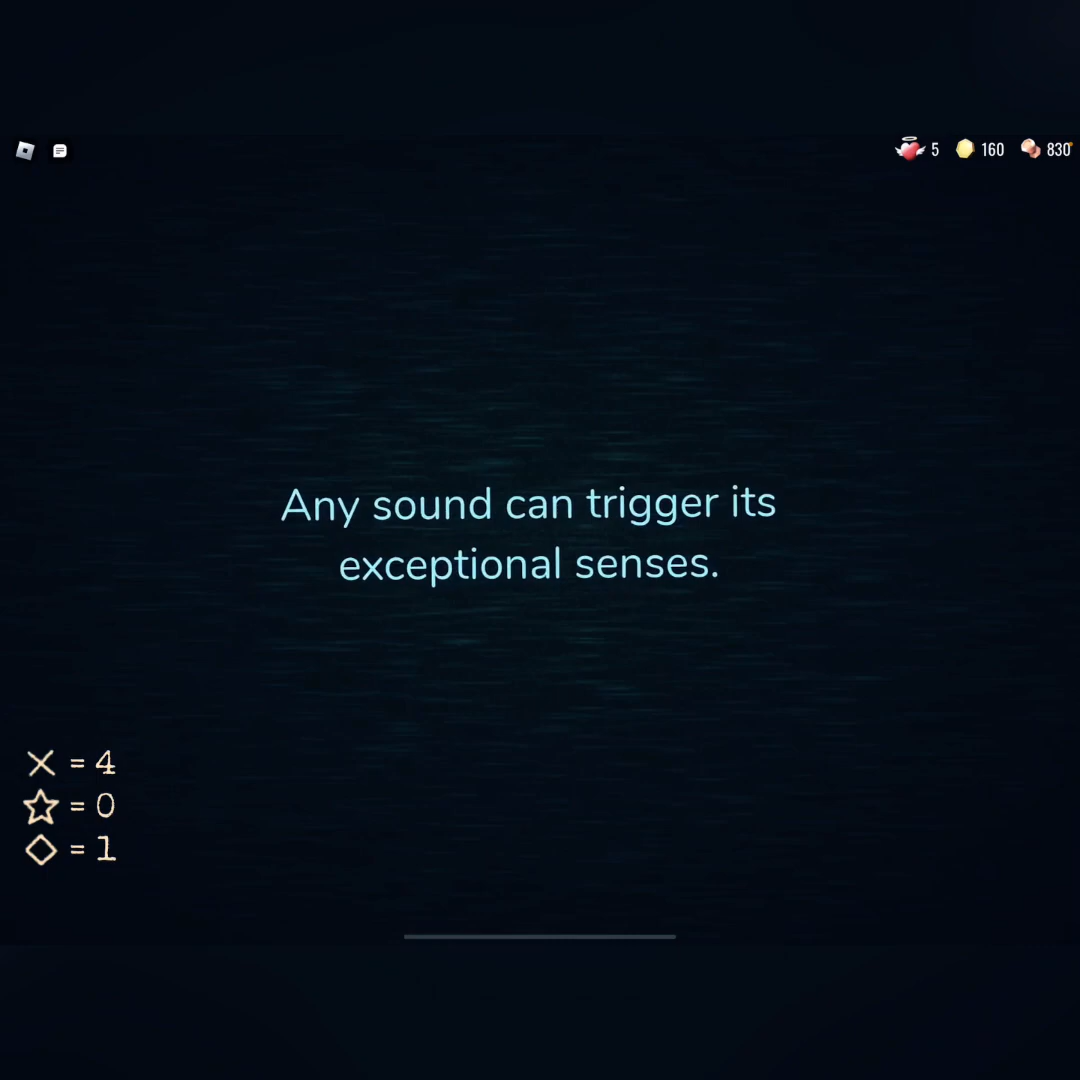 5 160 830
Any sound can trigger its
exceptional senses.
= 4
= 0
= 1